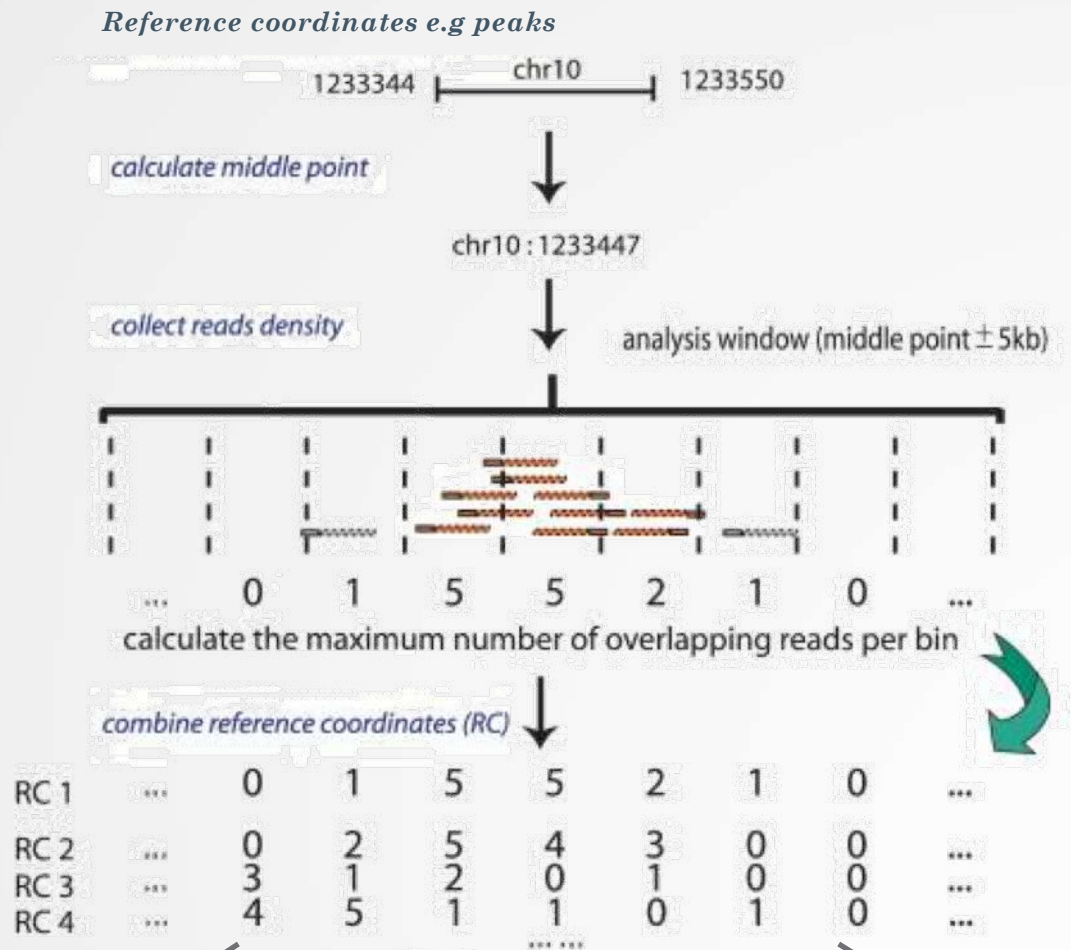 Reference coordinates e.g peaks
1233344 chr10 1233550
calculate middle point
chr10:1233447
collect reads density
analysis window (middle point ± 5kb)
... 0 1 5 5 2 1 0 ...
calculate the maximum number of overlapping reads per bin
combine reference coordinates (RC)
RC 1 ... 0 1 5 5 2 1 0 ...
RC 2 ... 0 2 5 4 3 0 0 ...
RC 3 ... 3 1 2 0 1 0 0 ...
RC 4 ... 4 5 1 1 0 1 0 ...
... ...